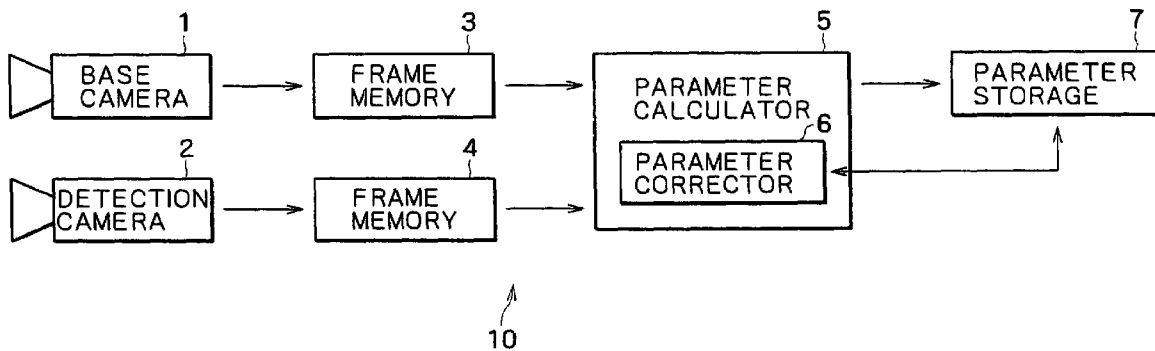 1
BASE
CAMERA
3
FRAME
MEMORY
5
PARAMETER
CALCULATOR
6
PARAMETER
CORRECTOR
7
PARAMETER
STORAGE
2
DETECTION
CAMERA
4
FRAME
MEMORY
10